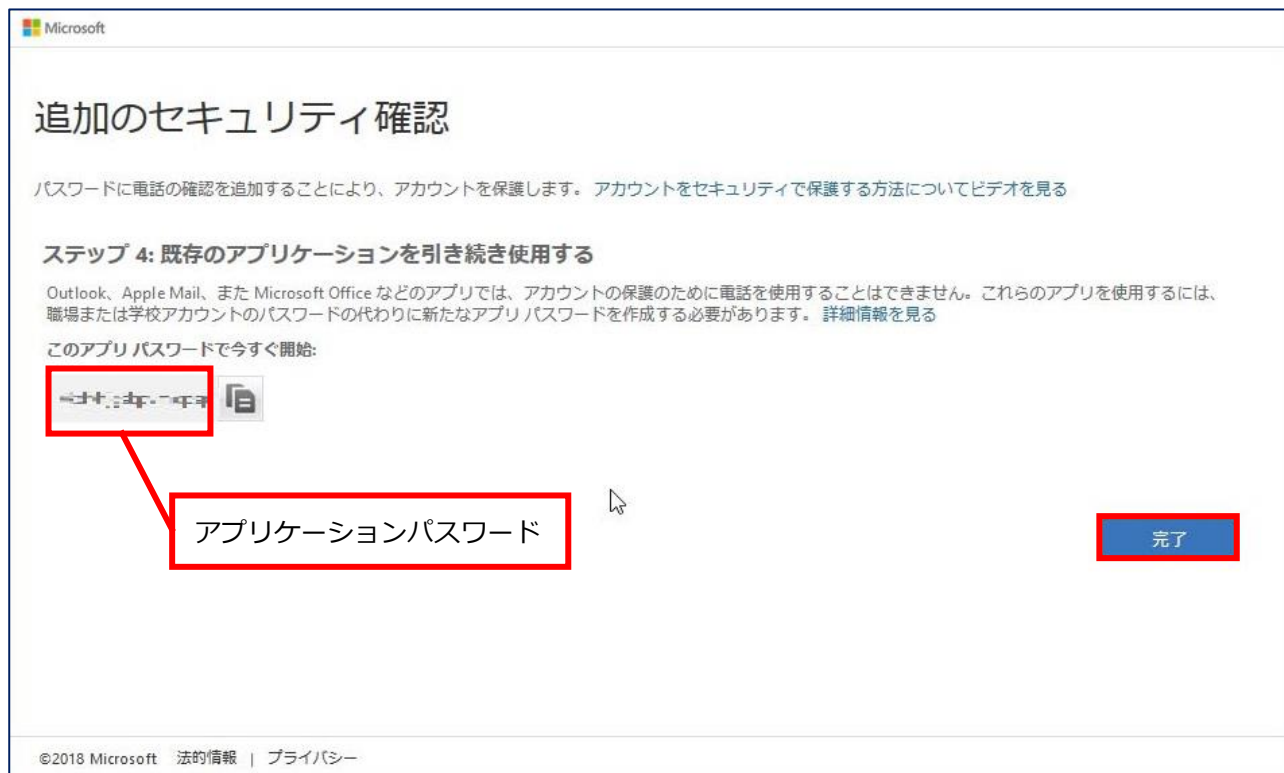 Microsoft
追加のセキュリティ確認
パスワードに電話の確認を追加することにより、アカウントを保護します。 アカウントをセキュリティで保護する方法についてビデオを見る
ステップ 4: 既存のアプリケーションを引き続き使用する
Outlook、Apple Mail、また Microsoft Office などのアプリでは、アカウントの保護のために電話を使用することはできません。これらのアプリを使用するには、
職場または学校アカウントのパスワードの代わりに新たなアプリ パスワードを作成する必要があります。 詳細情報を見る
このアプリ パスワードで今すぐ開始:
アプリケーションパスワード
完了
©2018 Microsoft 法的情報 | プライバシー